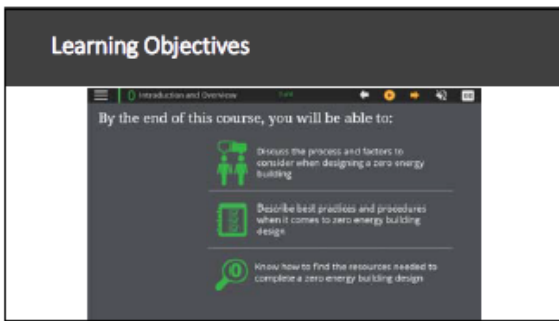 Learning Objectives
0 Introduction and Overview
By the end of this course, you will be able to:
Discuss the process and factors to
consider when designing a zero energy
building
Describe best practices and procedures
when it comes to zero energy building
design
Know how to find the resources needed to
complete a zero energy building design